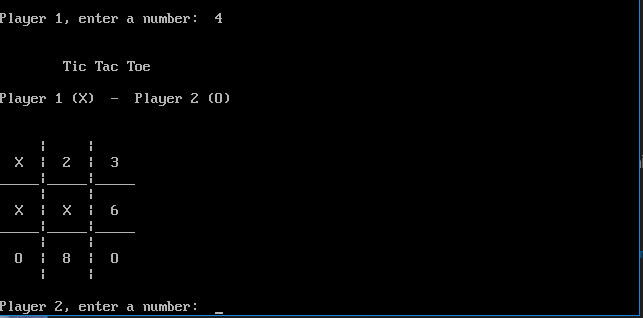 Player 1, enter a number: 4
Tic Tac Toe
Player 1 (X) - Player 2 (O)
X ¦ 2 ¦ 3
X ¦ X ¦ 6
O ¦ 8 ¦ O
Player 2, enter a number: _